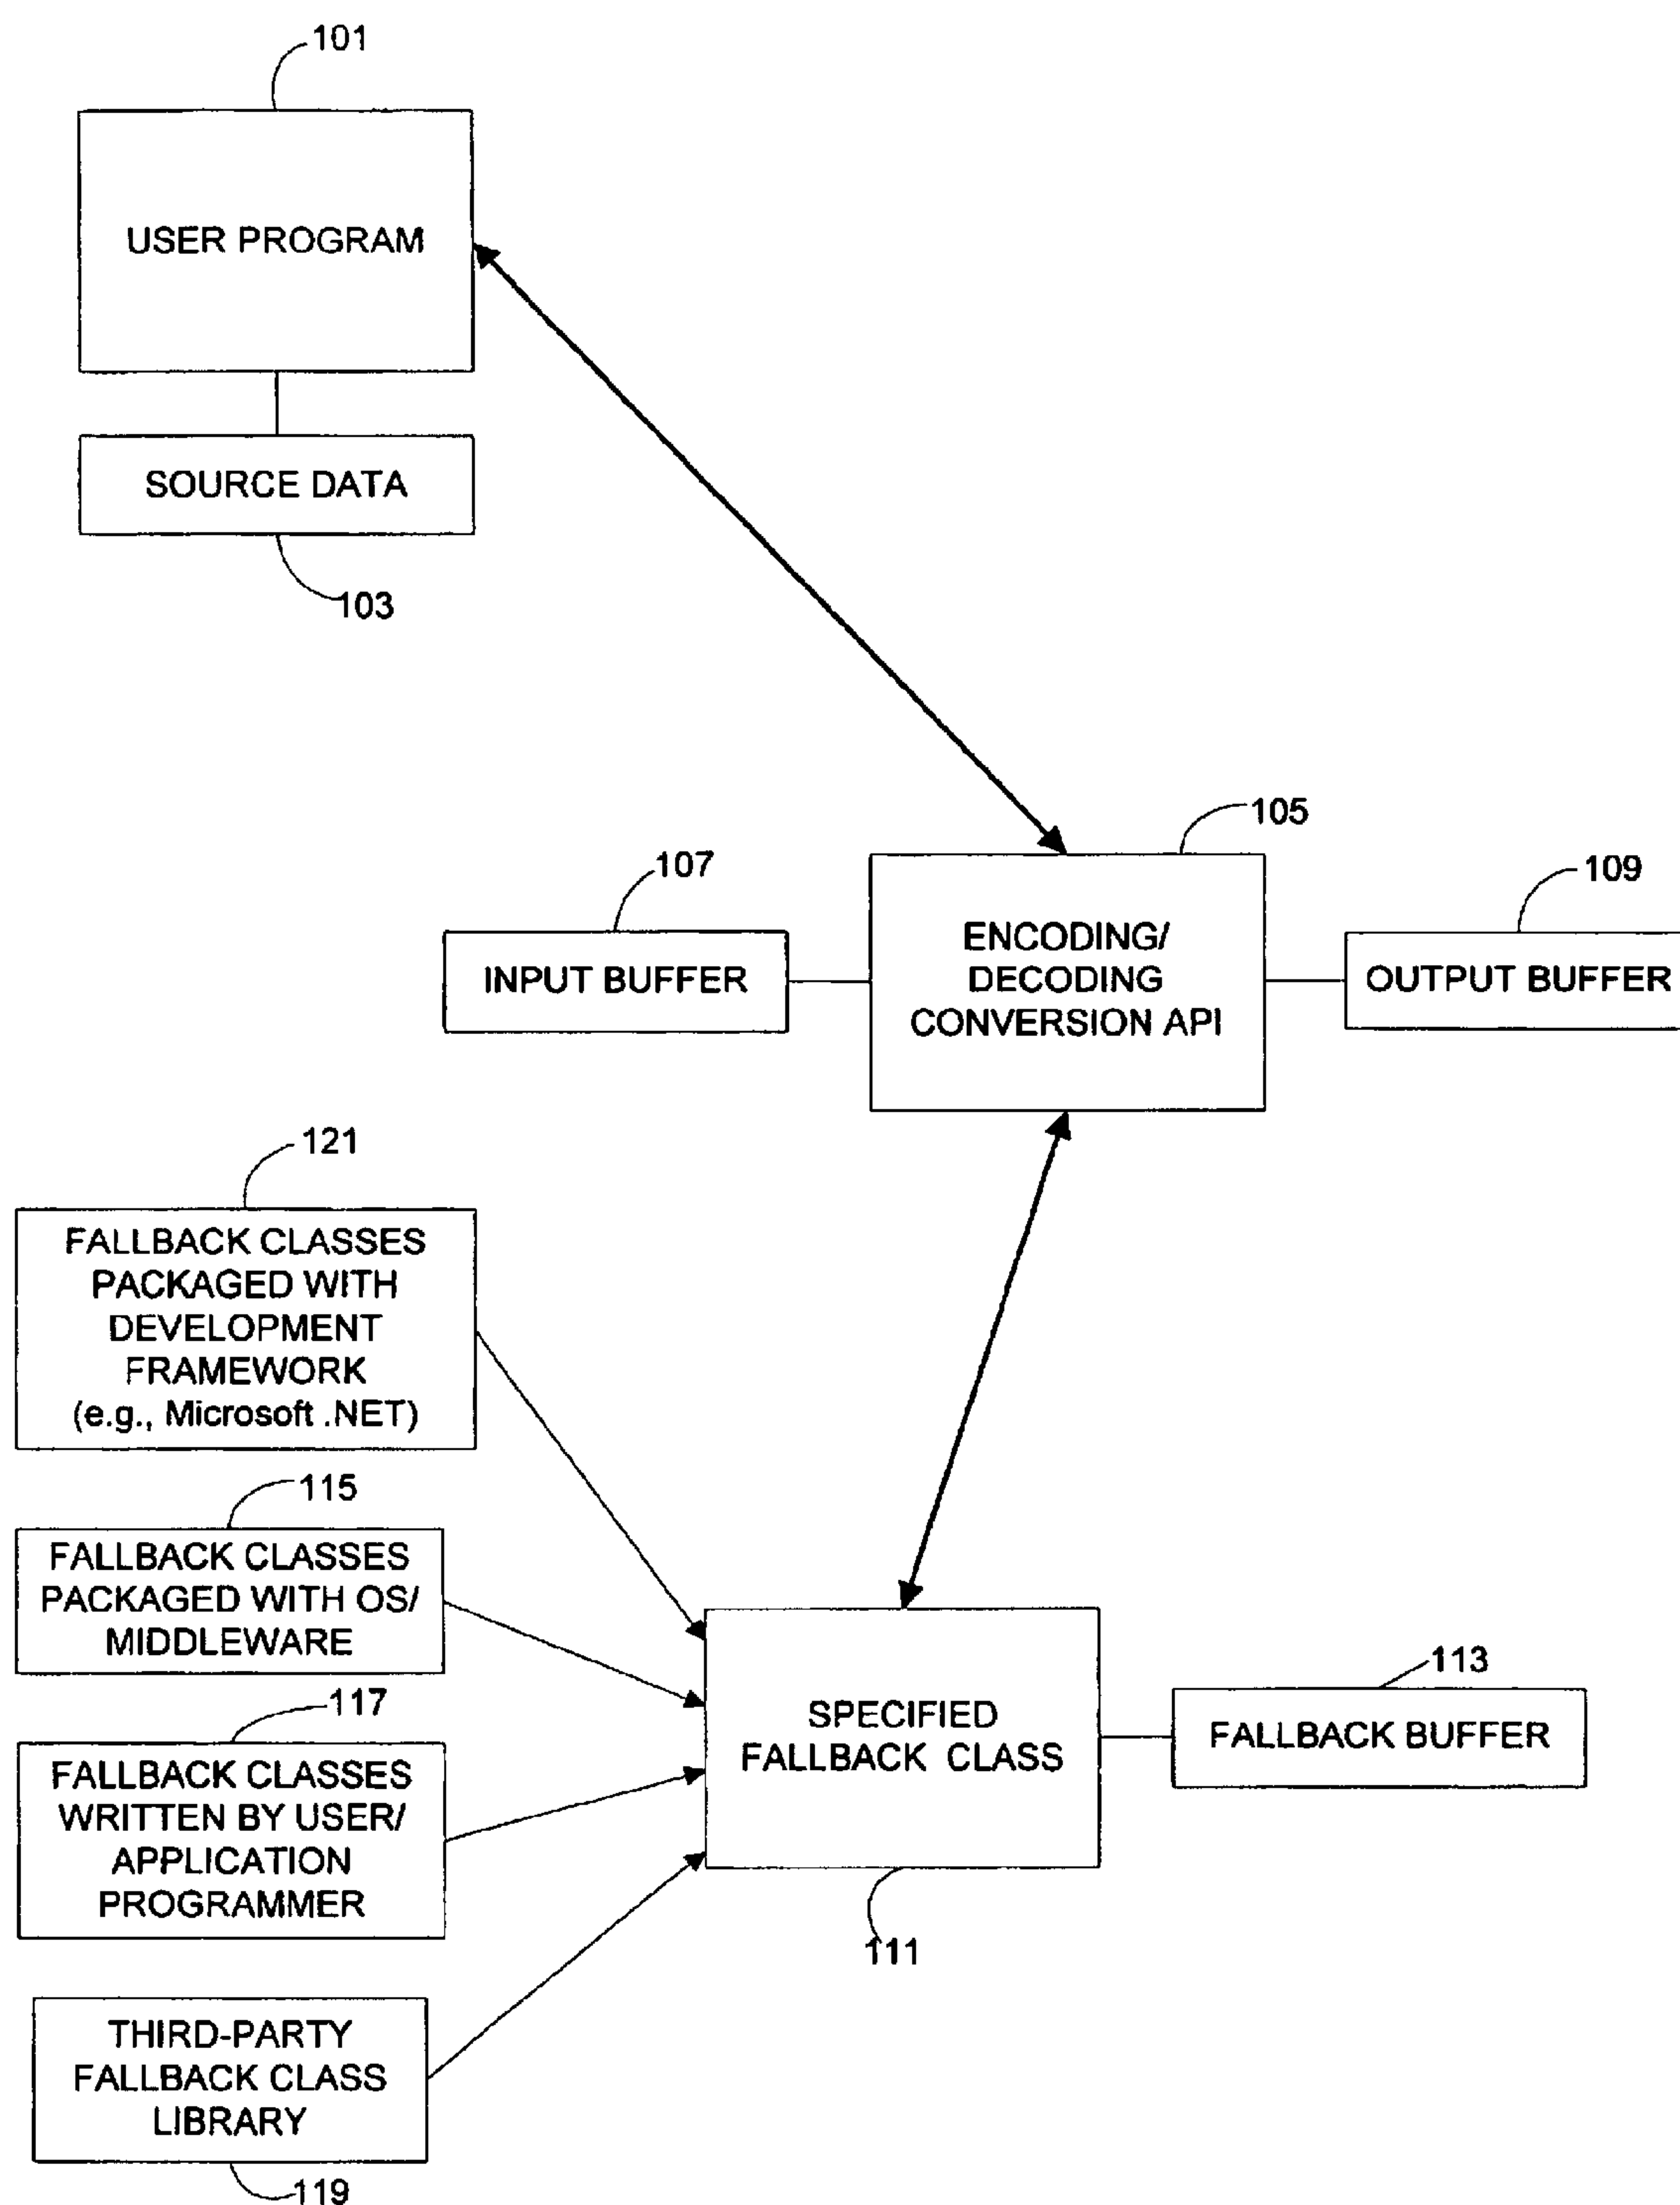 101
USER PROGRAM
SOURCE DATA
103
105
107
109
ENCODING/
DECODING
CONVERSION API
INPUT BUFFER
OUTPUT BUFFER
121
FALLBACK CLASSES
PACKAGED WITH
DEVELOPMENT
FRAMEWORK
(e.g., Microsoft .NET)
115
FALLBACK CLASSES
PACKAGED WITH OS/
MIDDLEWARE
117
FALLBACK CLASSES
WRITTEN BY USER/
APPLICATION
PROGRAMMER
SPECIFIED
FALLBACK CLASS
111
113
FALLBACK BUFFER
THIRD-PARTY
FALLBACK CLASS
LIBRARY
119